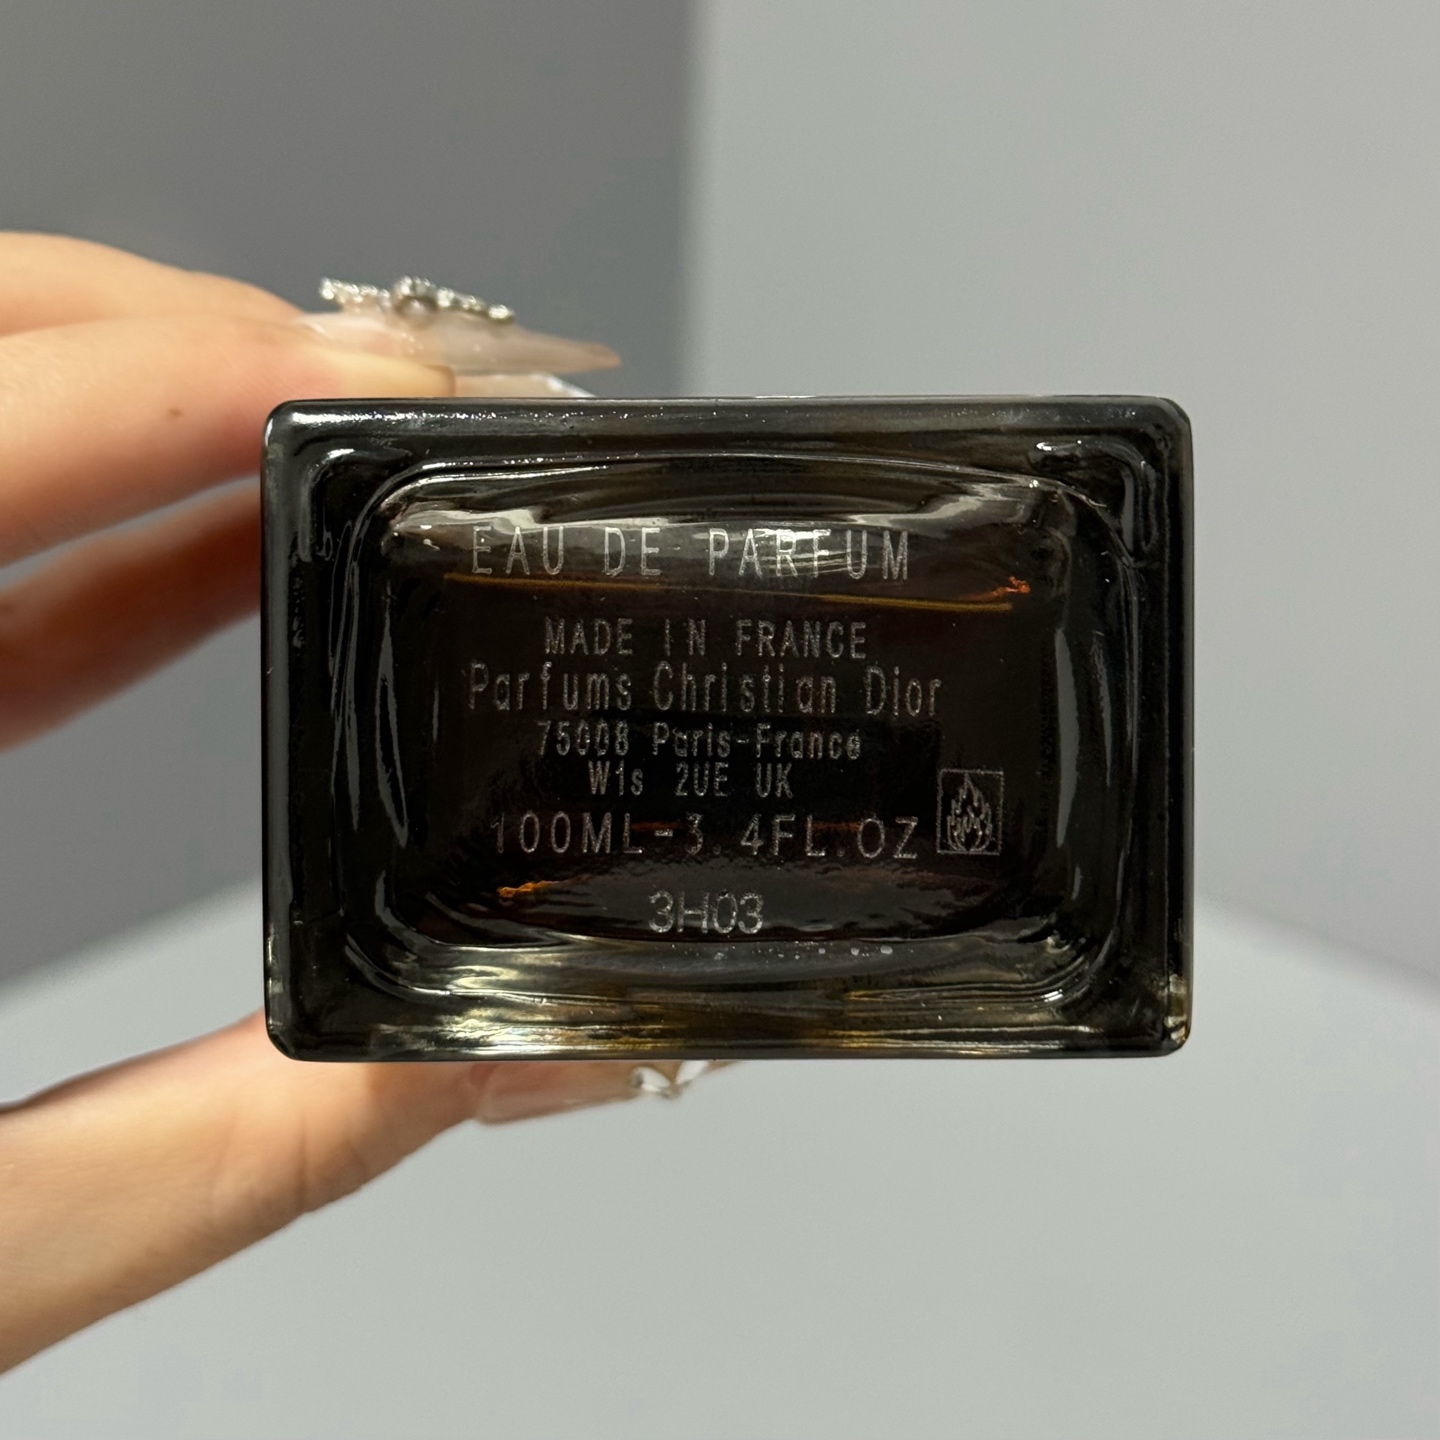 EAU DE PARFUM
MADE IN FRANCE
Parfums Christian Dior
75008 Paris-France
W1s 2UE UK
100ML-3.4FL.OZ
3H03